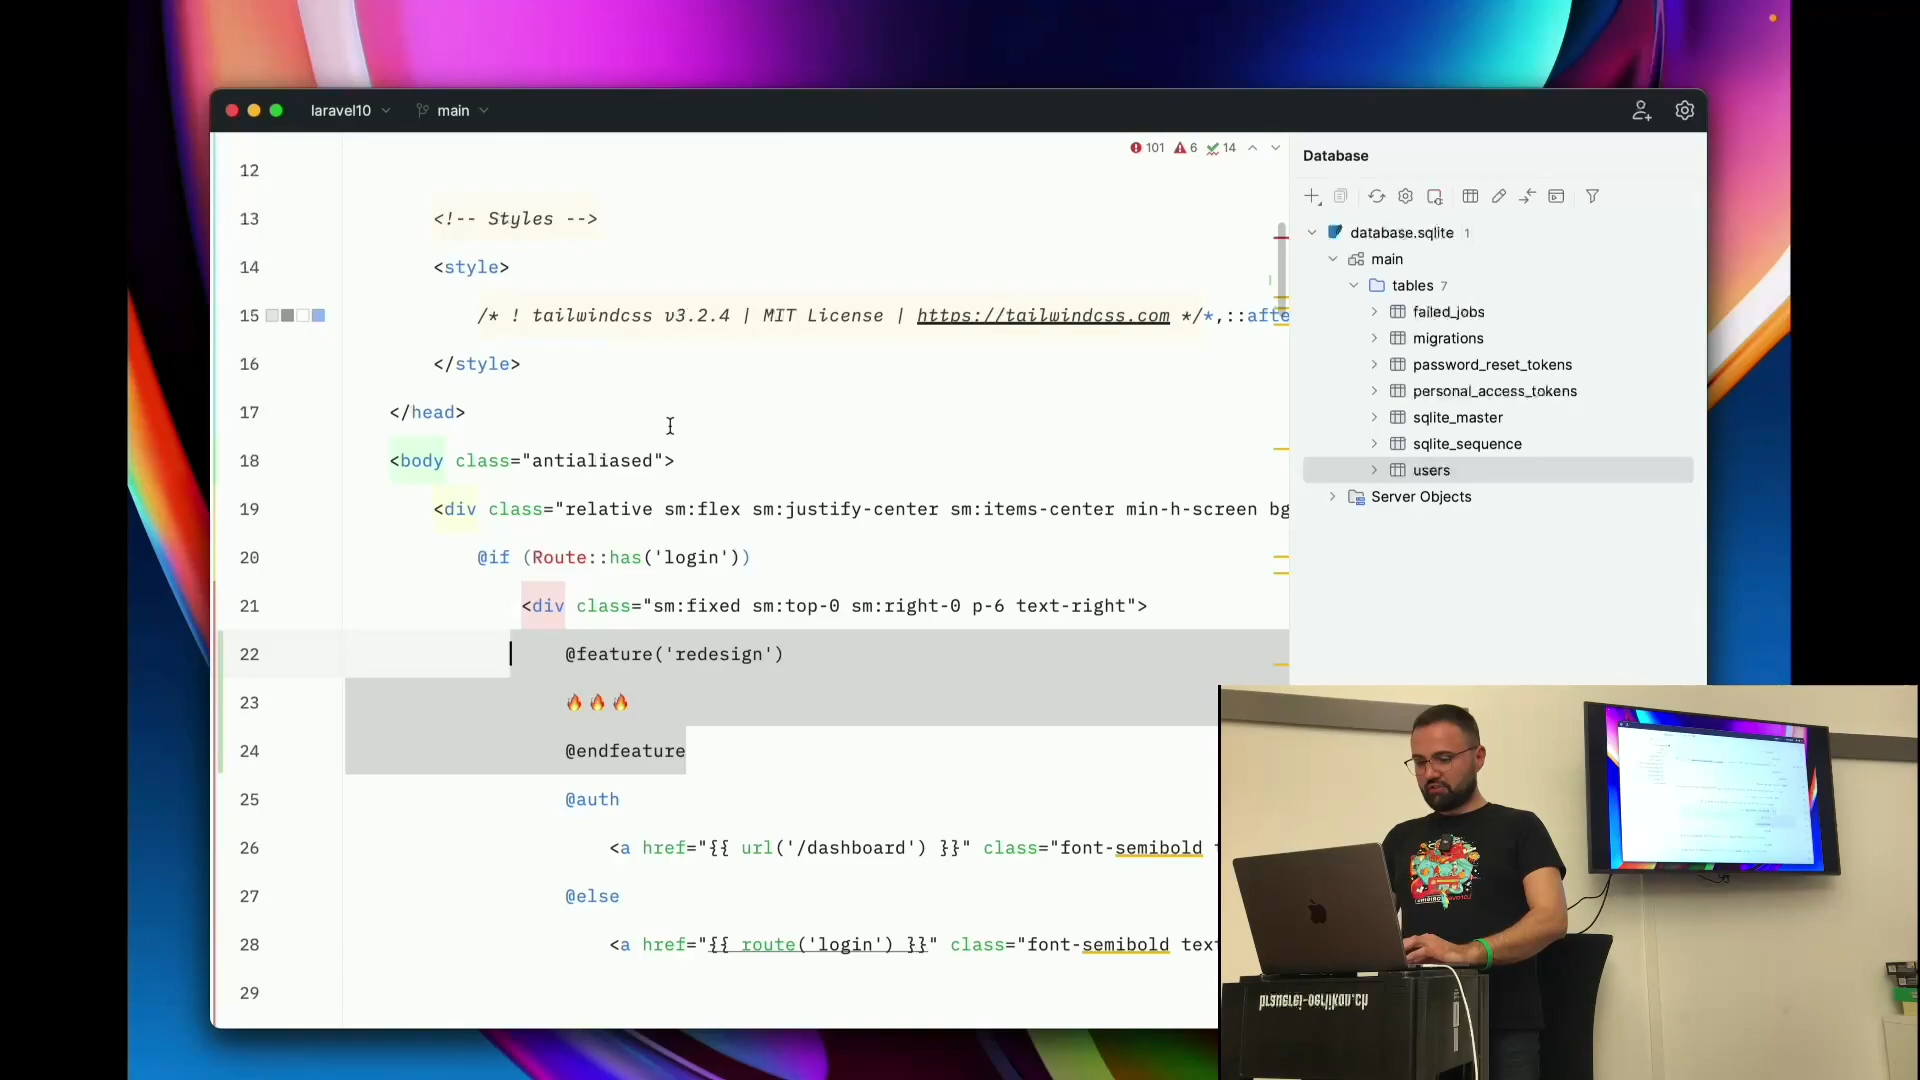 laravel10
main
101 6 14
12
13 <!-- Styles -->
14 <style>
15 /* ! tailwindcss v3.2.4 | MIT License | https://tailwindcss.com */*,::afte
16 </style>
17 </head>
18 <body class="antialiased">
19 <div class="relative sm:flex sm:justify-center sm:items-center min-h-screen bg
20 @if (Route::has('login'))
21 <div class="sm:fixed sm:top-0 sm:right-0 p-6 text-right">
22 @feature('redesign')
23 🔥🔥🔥
24 @endfeature
25 @auth
26 <a href="{{ url('/dashboard') }}" class="font-semibold t
27 @else
28 <a href="{{ route('login') }}" class="font-semibold text
29
Database
database.sqlite 1
main
tables 7
failed_jobs
migrations
password_reset_tokens
personal_access_tokens
sqlite_master
sqlite_sequence
users
Server Objects
brauerei-oerlikon.ch